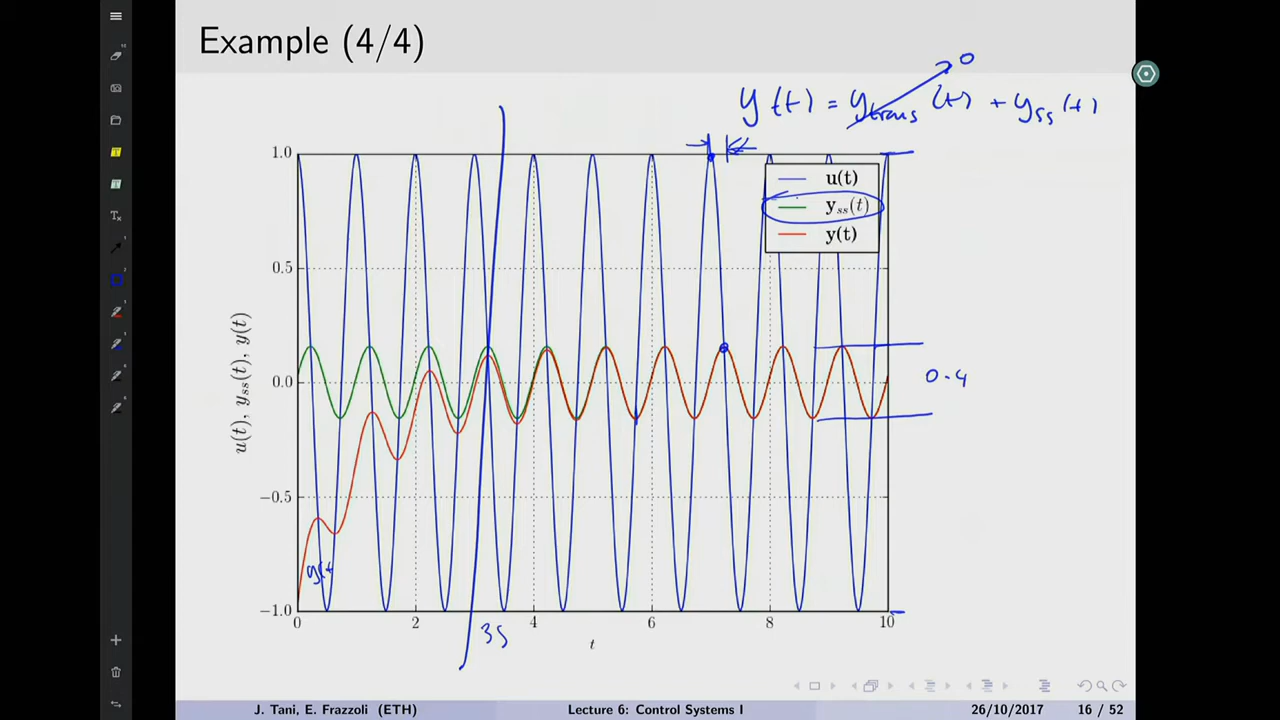 Example (4/4)
y(t) = y_trans(t) + y_ss(t)
0
1.0
0.5
0.0
−0.5
−1.0
u(t), y_ss(t), y(t)
u(t)
y_ss(t)
y(t)
0.4
3s
0 2 4 6 8 10
t
J. Tani, E. Frazzoli (ETH) Lecture 6: Control Systems I 26/10/2017 16 / 52